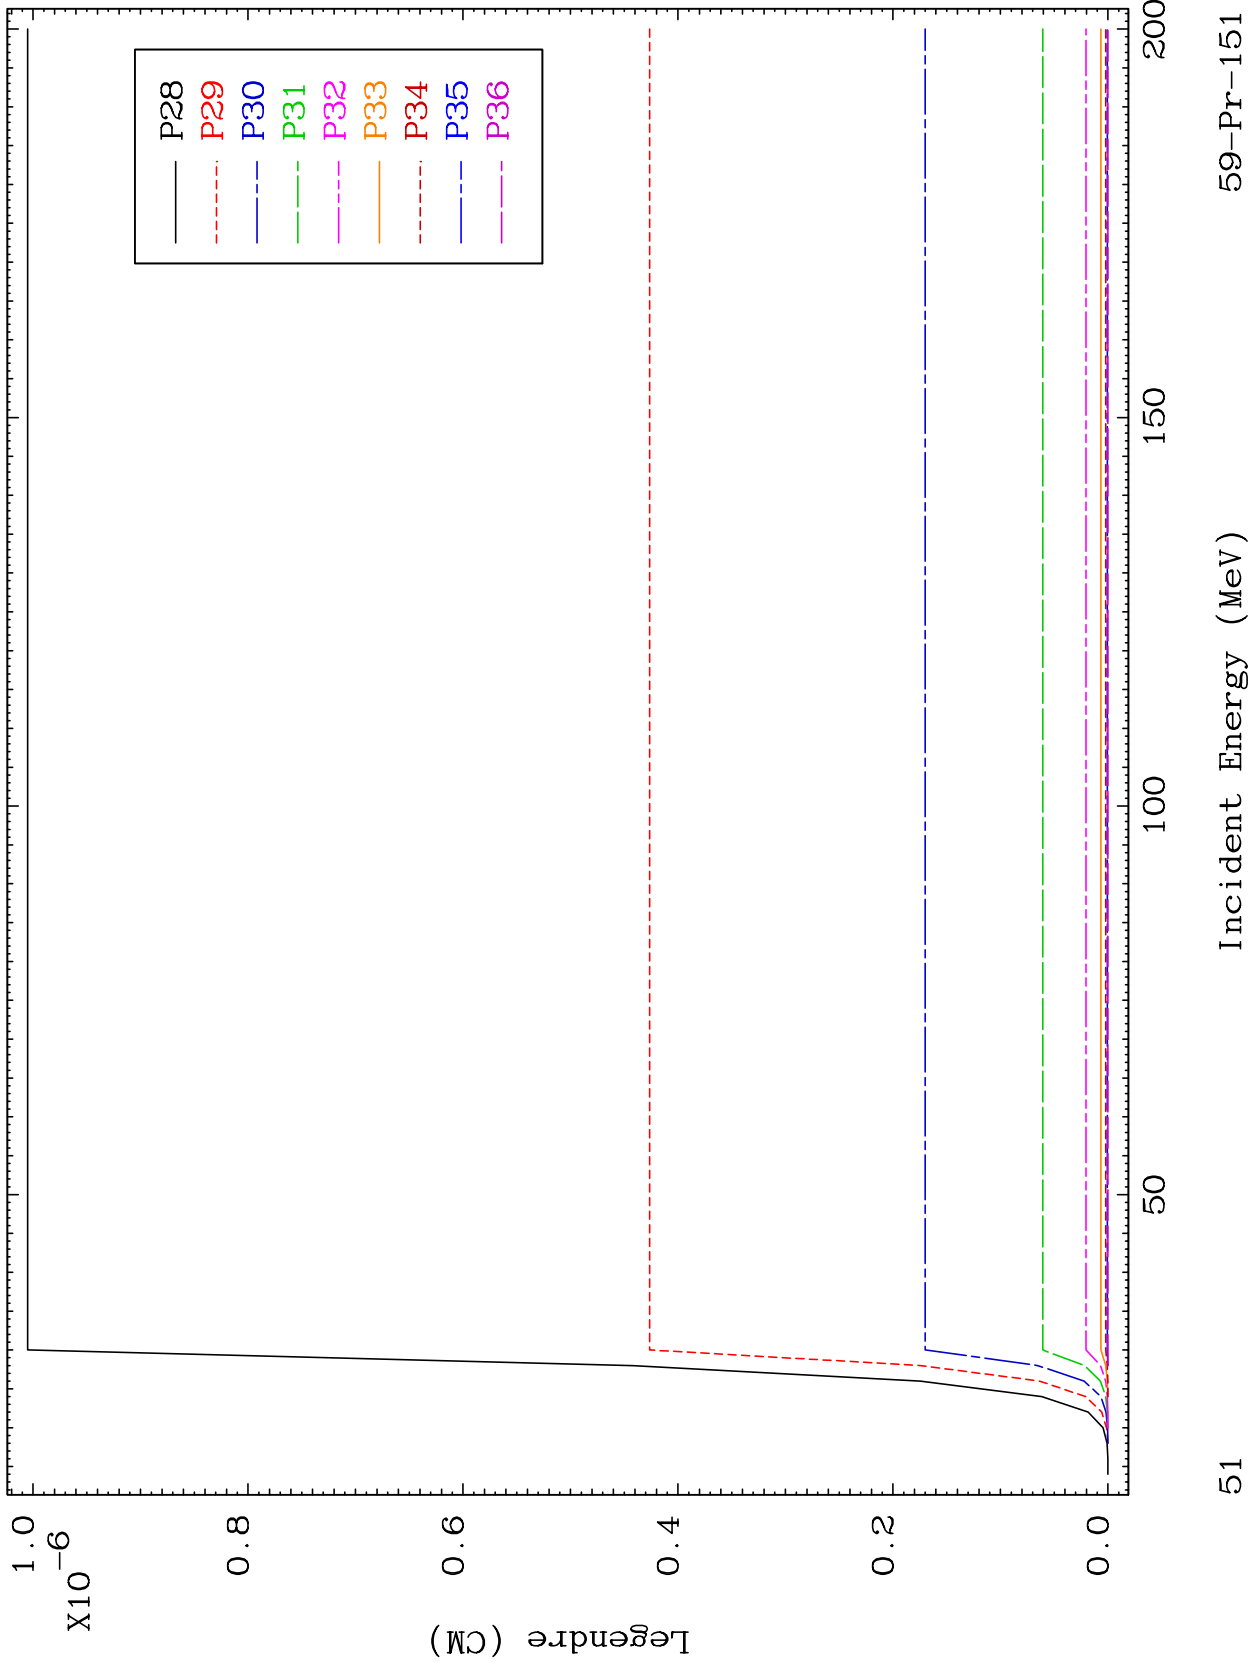 1.0
X10-6
0.8
0.6
0.4
0.2
0.0
Legendre (CM)
P28
P29
P30
P31
P32
P33
P34
P35
P36
50
100
150
200
51
Incident Energy (MeV)
59-Pr-151